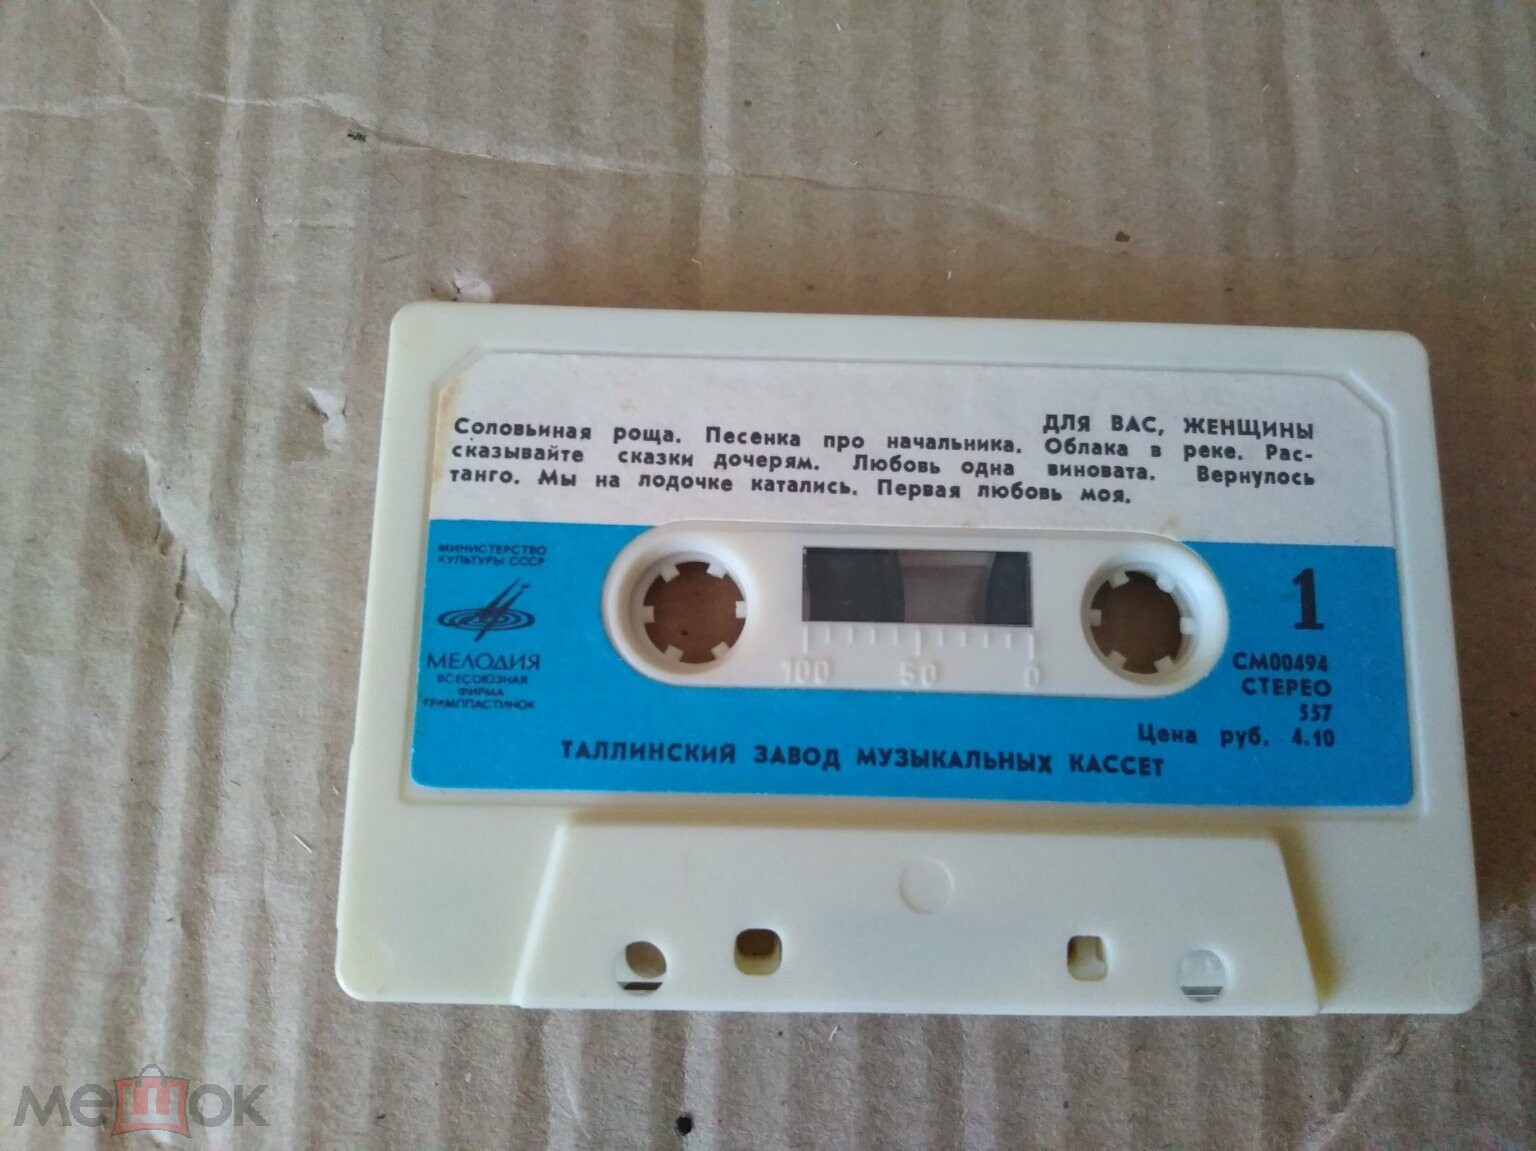 ДЛЯ ВАС, ЖЕНЩИНЫ
Соловьиная роща. Песенка про начальника. Облака в реке. Рас-
сказывайте сказки дочерям. Любовь одна виновата. Вернулось
танго. Мы на лодочке катались. Первая любовь моя.
МИНИСТЕРСТВО
КУЛЬТУРЫ СССР
МЕЛОДИЯ
ВСЕСОЮЗНАЯ
ФИРМА
ГРАМПЛАСТИНОК
100 50 0
1
СМ00494
СТЕРЕО
557
Цена руб. 4.10
ТАЛЛИНСКИЙ ЗАВОД МУЗЫКАЛЬНЫХ КАССЕТ
мешок